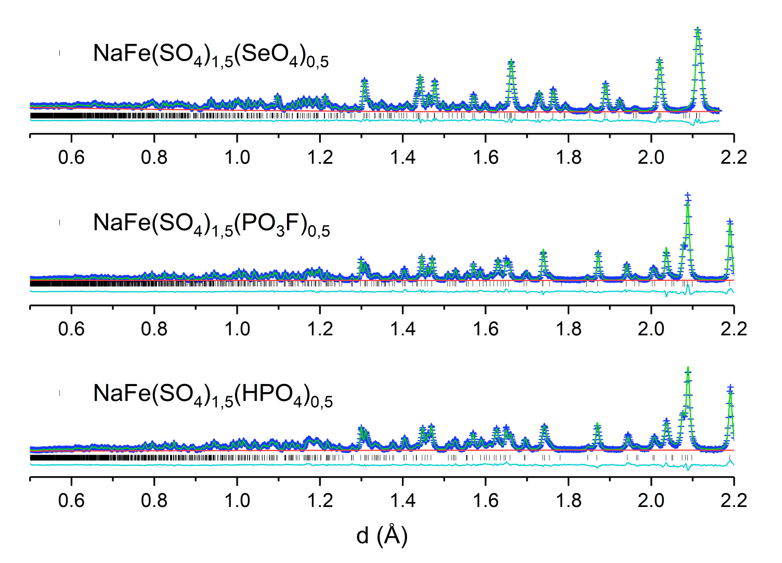 NaFe(SO4)1,5(SeO4)0,5
0.6 0.8 1.0 1.2 1.4 1.6 1.8 2.0 2.2
NaFe(SO4)1,5(PO3F)0,5
0.6 0.8 1.0 1.2 1.4 1.6 1.8 2.0 2.2
NaFe(SO4)1,5(HPO4)0,5
0.6 0.8 1.0 1.2 1.4 1.6 1.8 2.0 2.2
d (Å)